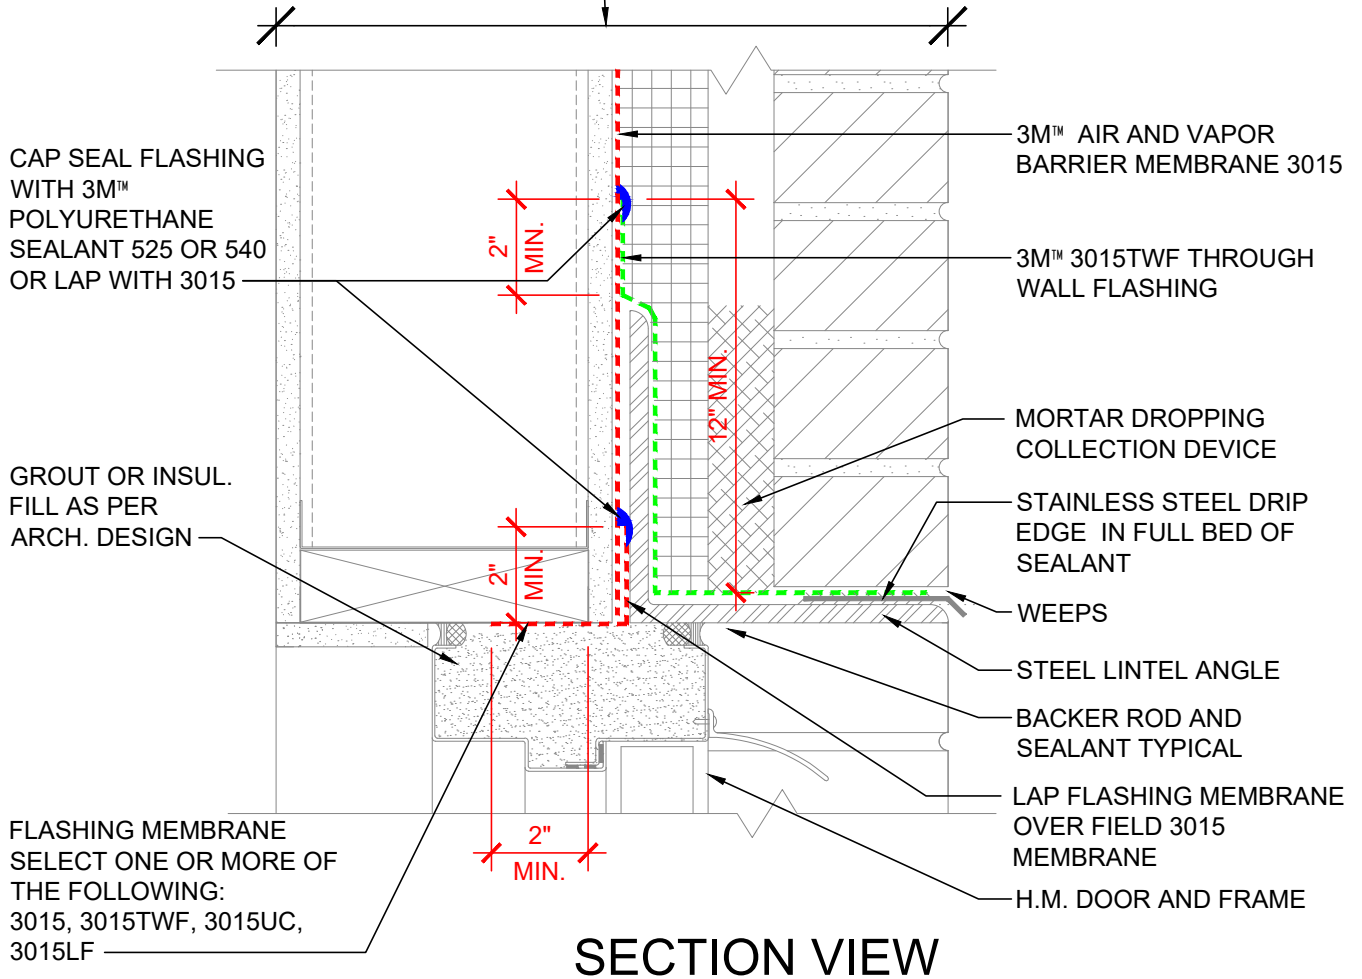 CAP SEAL FLASHING
WITH 3M™
POLYURETHANE
SEALANT 525 OR 540
OR LAP WITH 3015
GROUT OR INSUL.
FILL AS PER
ARCH. DESIGN
FLASHING MEMBRANE
SELECT ONE OR MORE OF
THE FOLLOWING:
3015, 3015TWF, 3015UC,
3015LF
2"
MIN.
12" MIN.
2"
MIN.
2"
MIN.
3M™ AIR AND VAPOR
BARRIER MEMBRANE 3015
3M™ 3015TWF THROUGH
WALL FLASHING
MORTAR DROPPING
COLLECTION DEVICE
STAINLESS STEEL DRIP
EDGE IN FULL BED OF
SEALANT
WEEPS
STEEL LINTEL ANGLE
BACKER ROD AND
SEALANT TYPICAL
LAP FLASHING MEMBRANE
OVER FIELD 3015
MEMBRANE
H.M. DOOR AND FRAME
SECTION VIEW